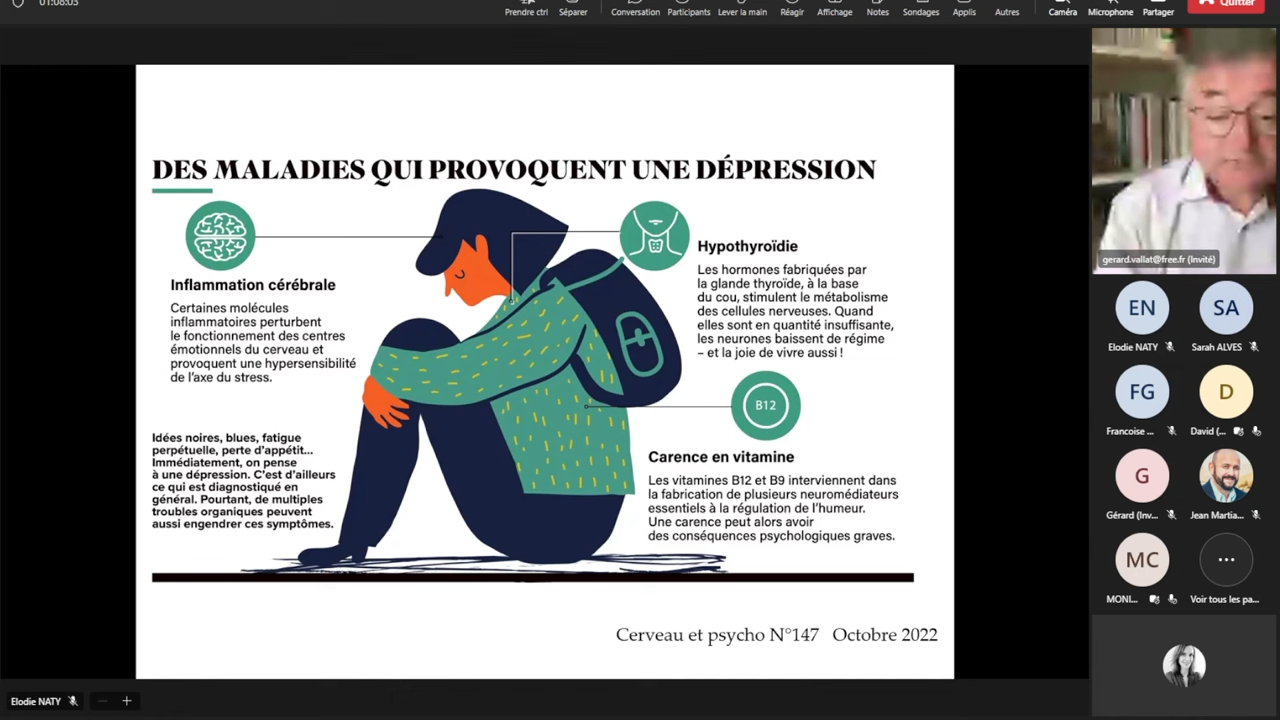 01:08:03
Prendre ctrl
Séparer
Conversation
Participants
Lever la main
Réagir
Affichage
Notes
Sondages
Applis
Autres
Caméra
Microphone
Partager
Quitter
DES MALADIES QUI PROVOQUENT UNE DÉPRESSION
Inflammation cérébrale
Certaines molécules
inflammatoires perturbent
le fonctionnement des centres
émotionnels du cerveau et
provoquent une hypersensibilité
de l'axe du stress.
Hypothyroïdie
Les hormones fabriquées par
la glande thyroïde, à la base
du cou, stimulent le métabolisme
des cellules nerveuses. Quand
elles sont en quantité insuffisante,
les neurones baissent de régime
– et la joie de vivre aussi !
B12
Carence en vitamine
Les vitamines B12 et B9 interviennent dans
la fabrication de plusieurs neuromédiateurs
essentiels à la régulation de l'humeur.
Une carence peut alors avoir
des conséquences psychologiques graves.
Idées noires, blues, fatigue
perpétuelle, perte d'appétit...
Immédiatement, on pense
à une dépression. C'est d'ailleurs
ce qui est diagnostiqué en
général. Pourtant, de multiples
troubles organiques peuvent
aussi engendrer ces symptômes.
Cerveau et psycho N°147 Octobre 2022
gerard.vallat@free.fr (Invité)
EN
SA
Elodie NATY
Sarah ALVES
FG
D
Francoise ...
David (...
G
Gérard (Inv...
Jean Martia...
MC
...
MONI...
Voir tous les pa...
Elodie NATY